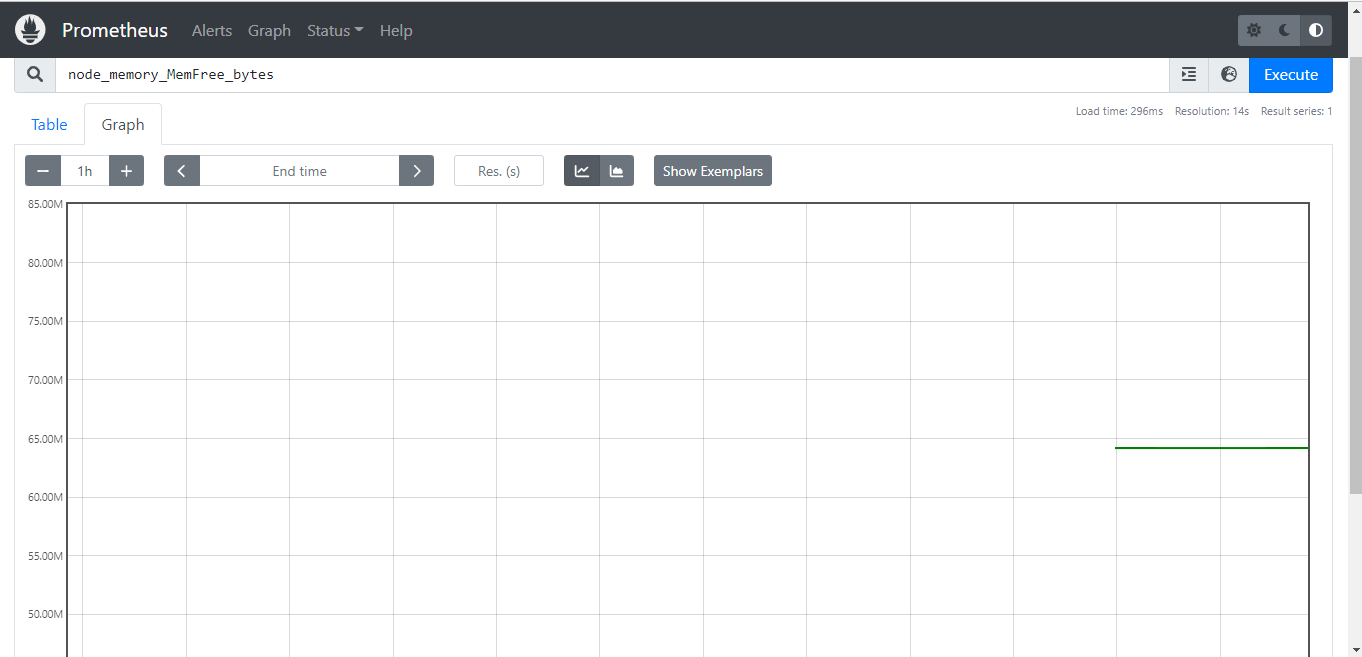 Prometheus Alerts Graph Status Help
node_memory_MemFree_bytes Execute
Load time: 296ms Resolution: 14s Result series: 1
Table Graph
1h End time Res. (s) Show Exemplars
85.00M
80.00M
75.00M
70.00M
65.00M
60.00M
55.00M
50.00M